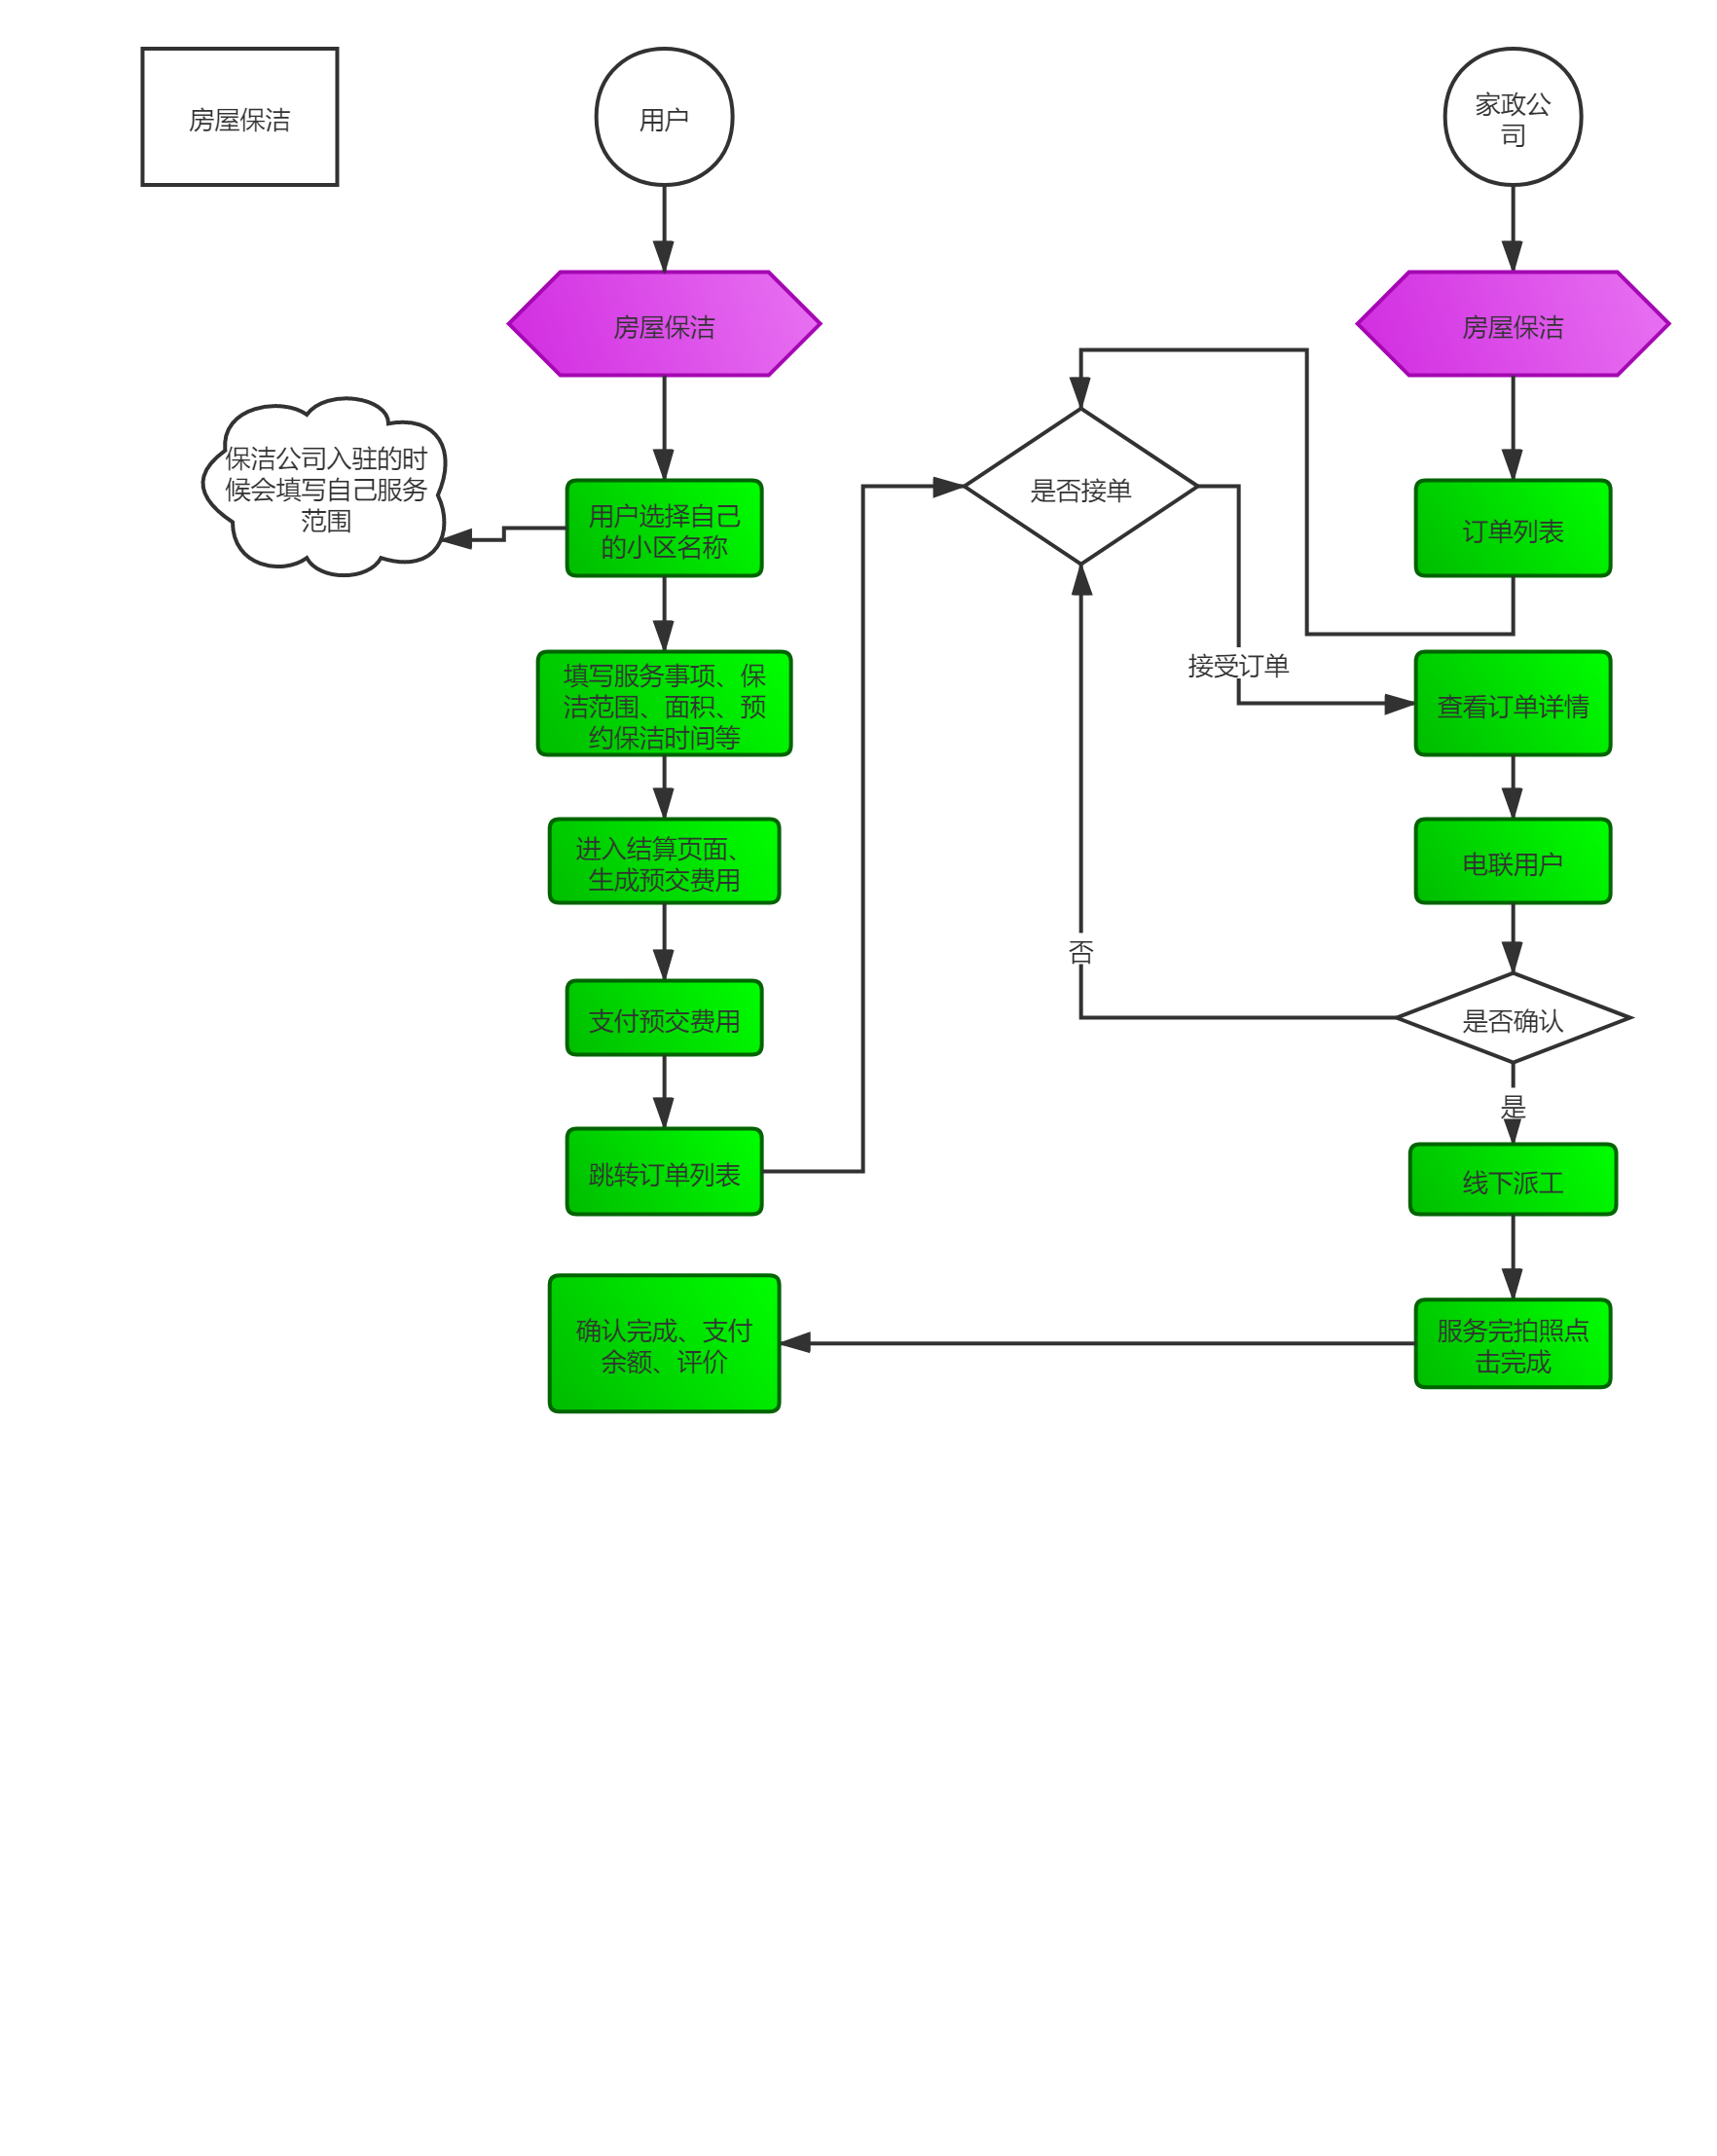 房屋保洁
用户
家政公
司
房屋保洁
房屋保洁
保洁公司入驻的时
候会填写自己服务
范围
用户选择自己
的小区名称
是否接单
订单列表
填写服务事项、保
洁范围、面积、预
约保洁时间等
接受订单
查看订单详情
进入结算页面、
生成预交费用
电联用户
否
支付预交费用
是否确认
是
跳转订单列表
线下派工
确认完成、支付
余额、评价
服务完拍照点
击完成